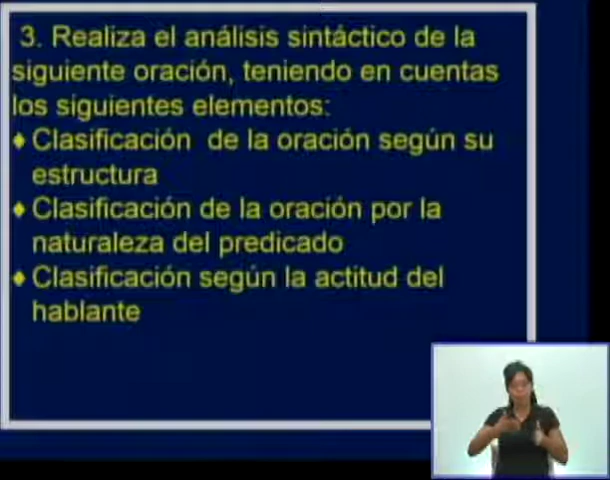 3. Realiza el análisis sintáctico de la
siguiente oración, teniendo en cuentas
los siguientes elementos:
♦ Clasificación de la oración según su
estructura
♦ Clasificación de la oración por la
naturaleza del predicado
♦ Clasificación según la actitud del
hablante